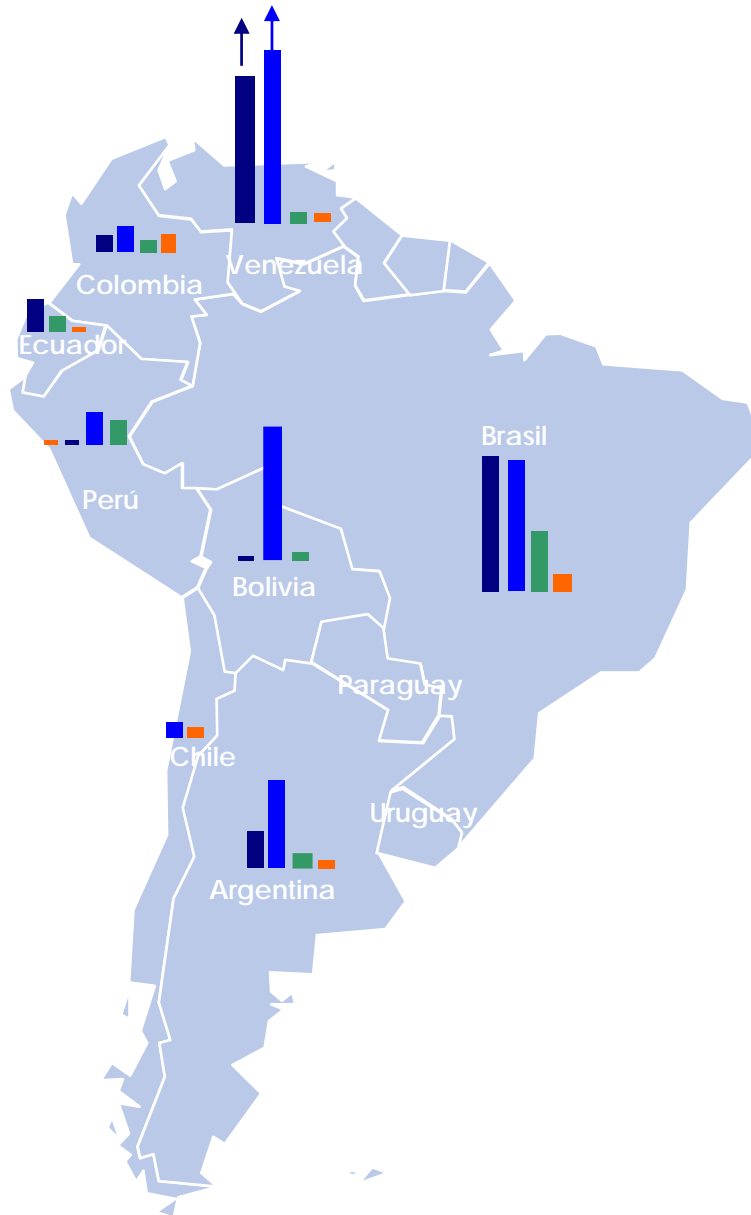 Venezuela
Colombia
Ecuador
Brasil
Perú
Bolivia
Paraguay
Chile
Uruguay
Argentina